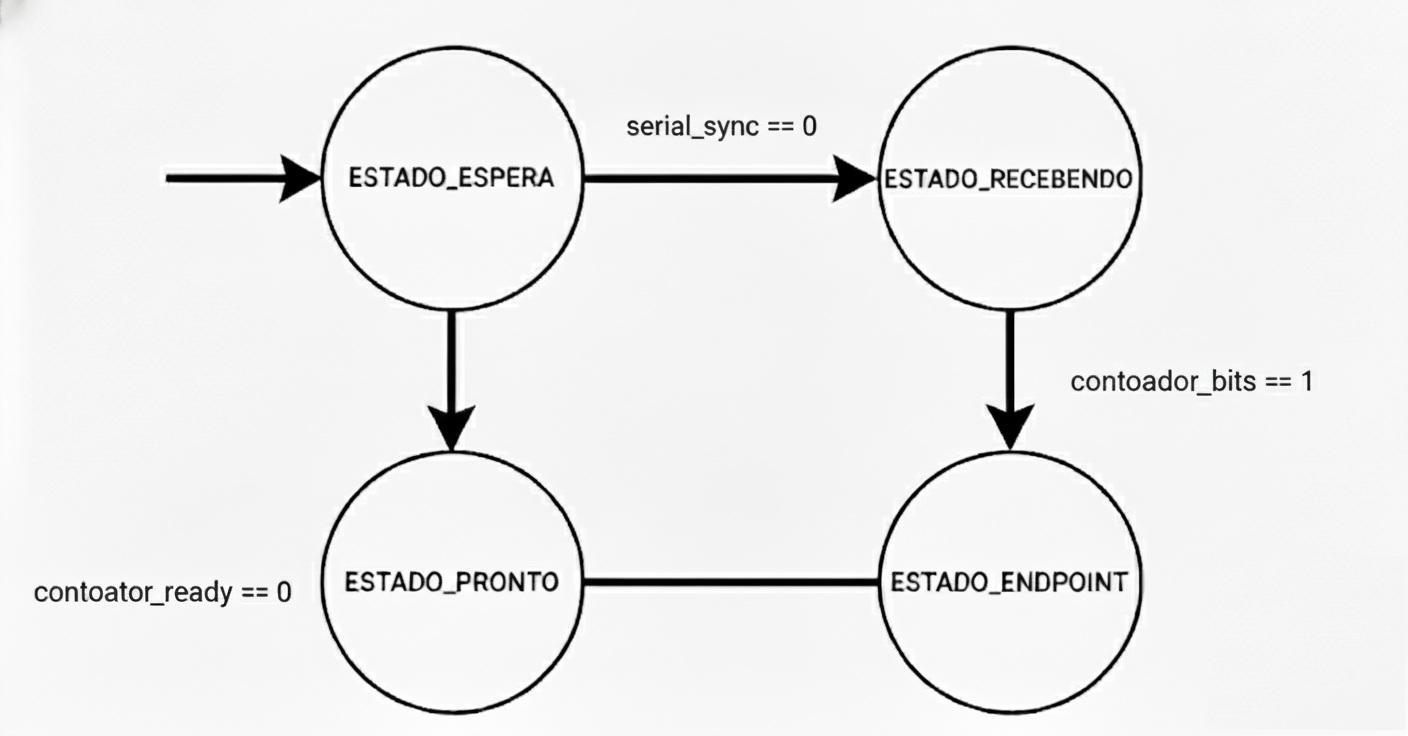 serial_sync == 0
ESTADO_ESPERA
ESTADO_RECEBENDO
contoador_bits == 1
contoator_ready == 0
ESTADO_PRONTO
ESTADO_ENDPOINT